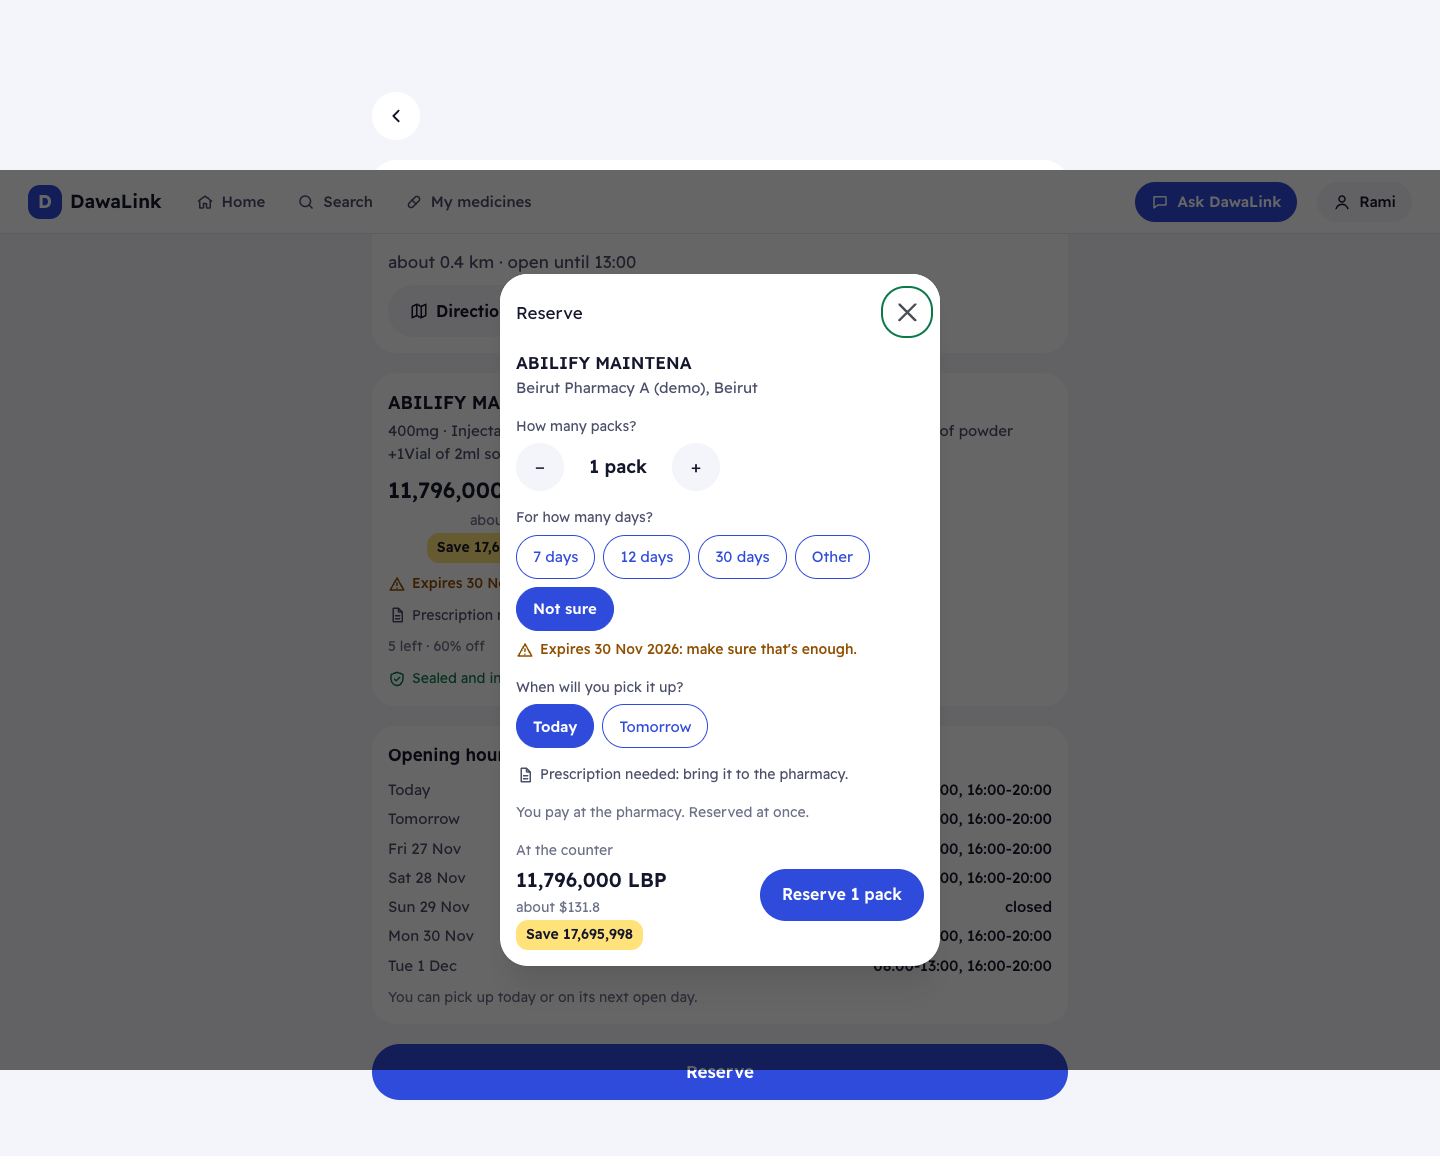 D DawaLink Home Search My medicines Ask DawaLink Rami
about 0.4 km · open until 13:00
Directio
Reserve
ABILIFY MAINTENA
Beirut Pharmacy A (demo), Beirut
How many packs?
− 1 pack +
For how many days?
7 days 12 days 30 days Other
Not sure
Expires 30 Nov 2026: make sure that's enough.
When will you pick it up?
Today Tomorrow
Prescription needed: bring it to the pharmacy.
You pay at the pharmacy. Reserved at once.
At the counter
11,796,000 LBP
about $131.8
Save 17,695,998
Reserve 1 pack
ABILIFY MA
400mg · Injecta of powder
+1Vial of 2ml so
11,796,000
abou
Save 17,6
Expires 30 No
Prescription
5 left · 60% off
Sealed and in
Opening hour
Today 00, 16:00-20:00
Tomorrow 00, 16:00-20:00
Fri 27 Nov 00, 16:00-20:00
Sat 28 Nov 00, 16:00-20:00
Sun 29 Nov closed
Mon 30 Nov 00, 16:00-20:00
Tue 1 Dec 08:00-13:00, 16:00-20:00
You can pick up today or on its next open day.
Reserve